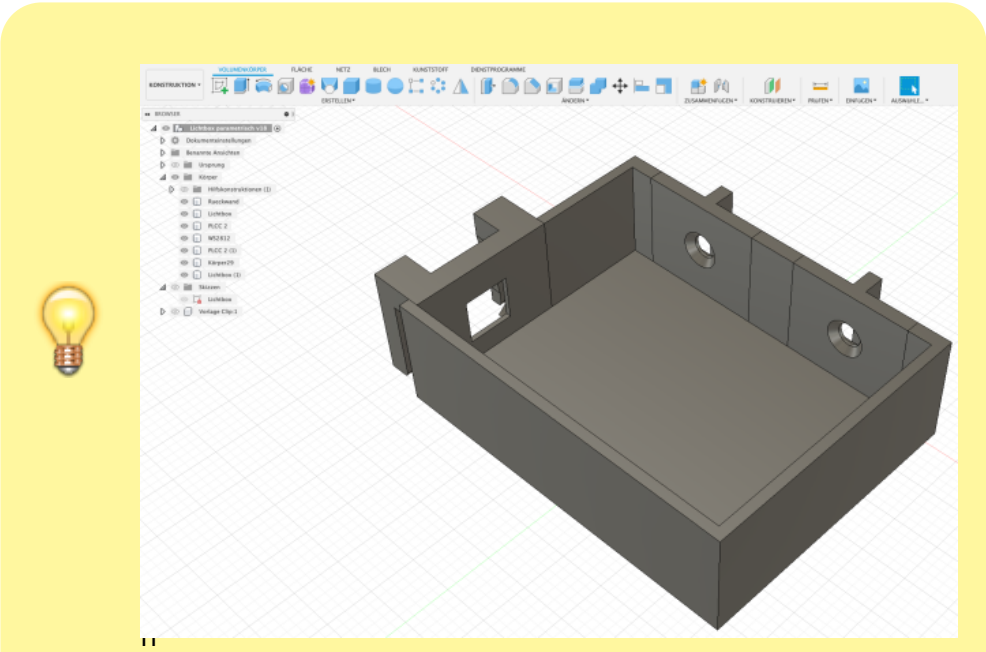 VOLUMENKÖRPER FLÄCHE NETZ BLECH KUNSTSTOFF DIENSTPROGRAMME
KONSTRUKTION
ERSTELLEN ÄNDERN ZUSAMMENFÜGEN KONSTRUIEREN PRÜFEN EINFÜGEN AUSWÄHLE...
BROWSER
Lichtbox parametrisch v18
Dokumenteinstellungen
Benannte Ansichten
Ursprung
Körper
Hilfskonstruktionen (1)
Rueckwand
Lichtbox
PLCC 2
WS2812
PLCC 2 (1)
Körper29
Lichtbox (1)
Skizzen
Lichtbox
Vorlage Clip:1